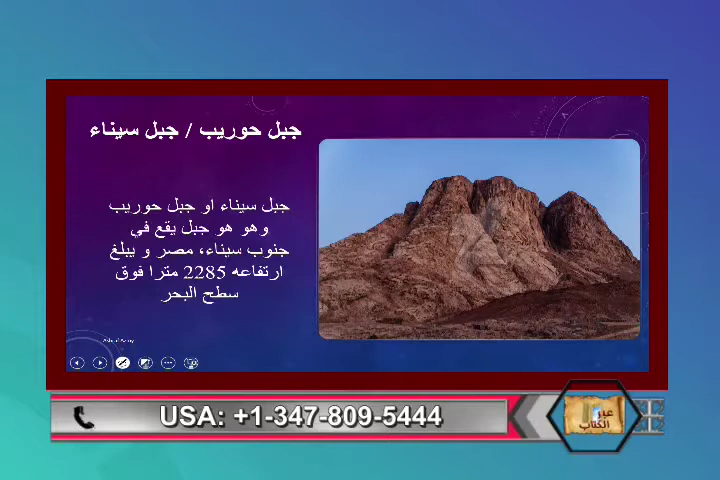 جبل حوريب / جبل سيناء
جبل سيناء او جبل حوريب
وهو هو جبل يقع في
جنوب سيناء، مصر و يبلغ
ارتفاعه 2285 مترا فوق
سطح البحر
USA: +1-347-809-5444
عبر
الكتاب